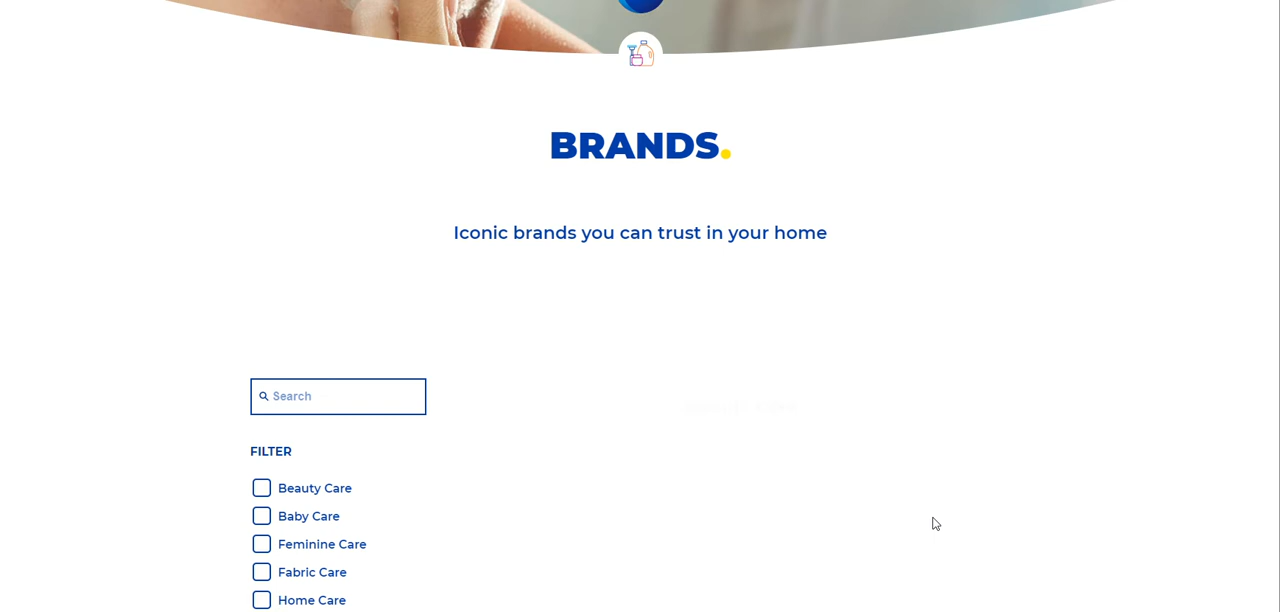 BRANDS.
Iconic brands you can trust in your home
Search
FILTER
Beauty Care
Baby Care
Feminine Care
Fabric Care
Home Care